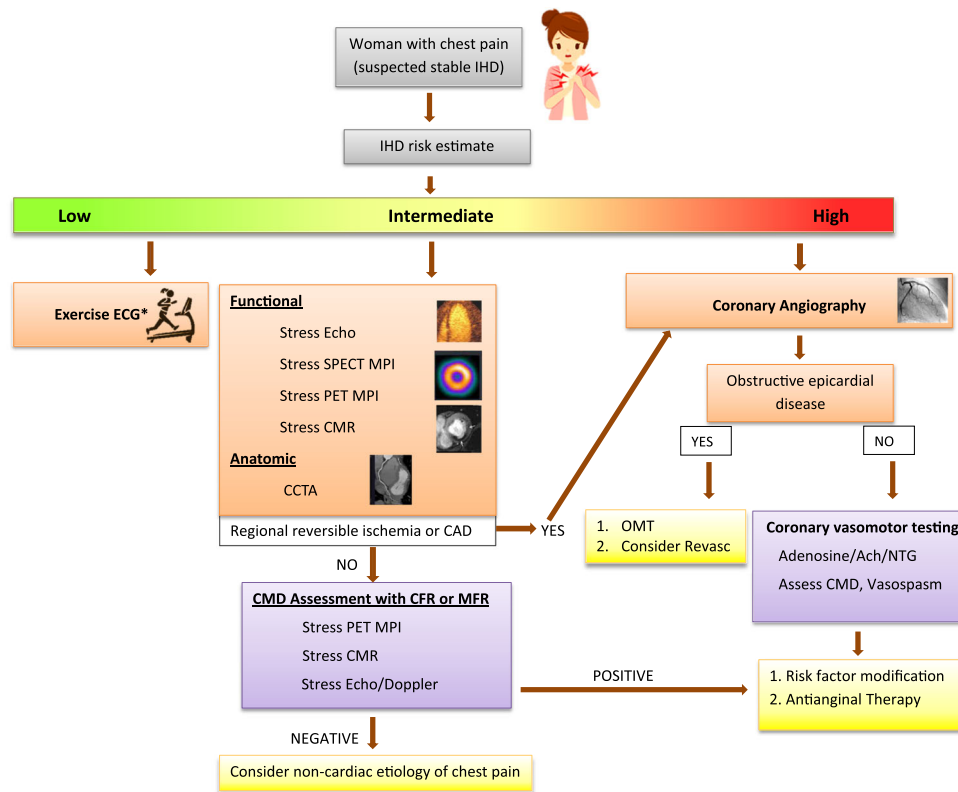 Woman with chest pain
(suspected stable IHD)
IHD risk estimate
Low
Intermediate
High
Exercise ECG*
Functional
Stress Echo
Stress SPECT MPI
Stress PET MPI
Stress CMR
Anatomic
CCTA
Regional reversible ischemia or CAD
YES
NO
Coronary Angiography
Obstructive epicardial
disease
YES
NO
1. OMT
2. Consider Revasc
Coronary vasomotor testing
Adenosine/Ach/NTG
Assess CMD, Vasospasm
CMD Assessment with CFR or MFR
Stress PET MPI
Stress CMR
Stress Echo/Doppler
POSITIVE
1. Risk factor modification
2. Antianginal Therapy
NEGATIVE
Consider non-cardiac etiology of chest pain